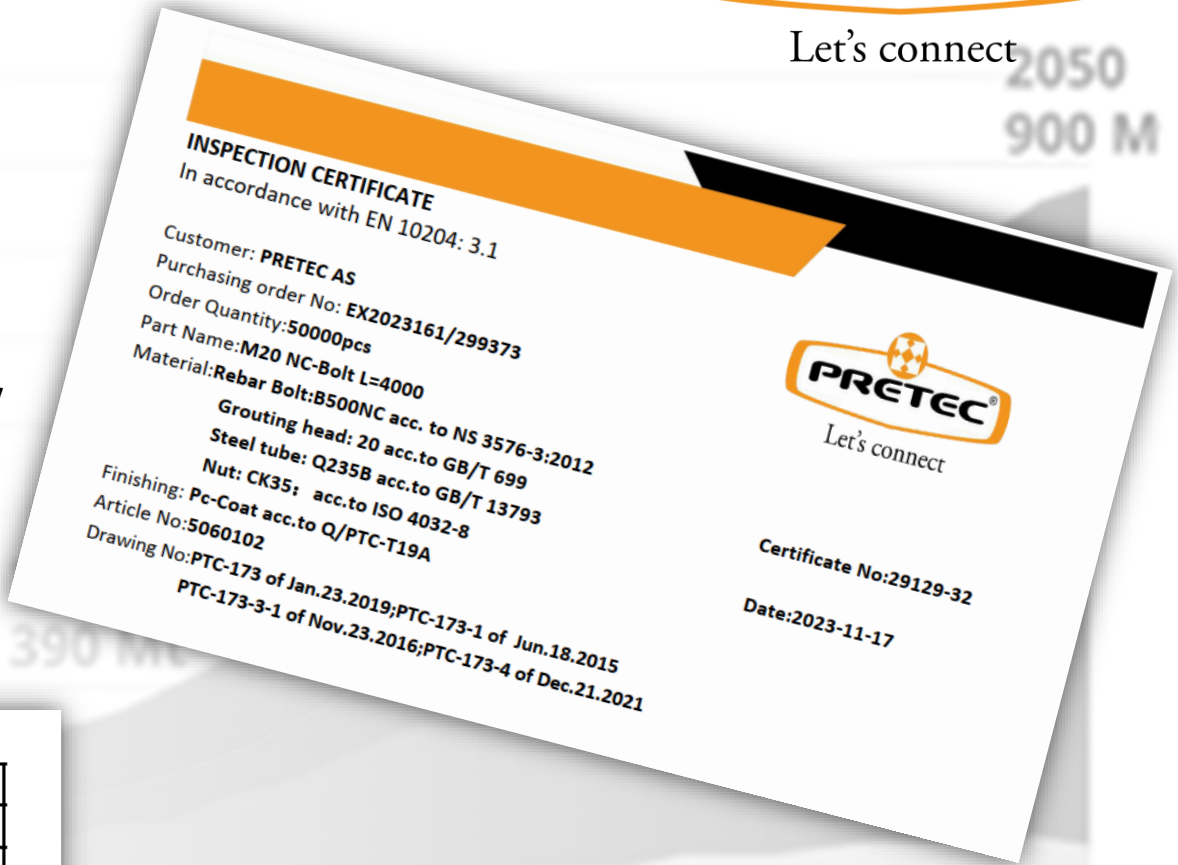 Let's connect
2050
900 M
INSPECTION CERTIFICATE
In accordance with EN 10204: 3.1
Customer: PRETEC AS
Purchasing order No: EX2023161/299373
Order Quantity:50000pcs
Part Name:M20 NC-Bolt L=4000
Material:Rebar Bolt:B500NC acc. to NS 3576-3:2012
Grouting head: 20 acc.to GB/T 699
Steel tube: Q235B acc.to GB/T 13793
Nut: CK35； acc.to ISO 4032-8
Finishing: Pc-Coat acc.to Q/PTC-T19A
Article No:5060102
Drawing No:PTC-173 of Jan.23.2019;PTC-173-1 of Jun.18.2015
PTC-173-3-1 of Nov.23.2016;PTC-173-4 of Dec.21.2021
PRETEC®
Let's connect
Certificate No:29129-32
Date:2023-11-17
390